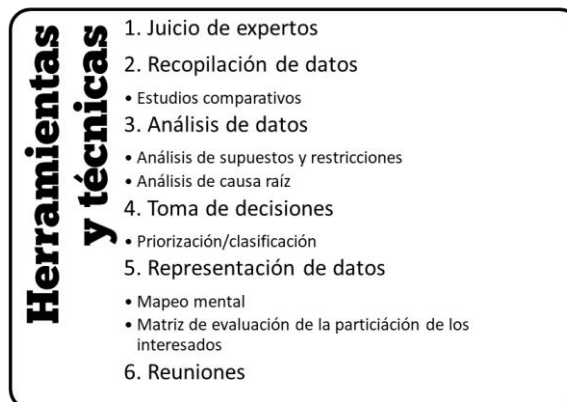 Herramientas
y técnicas
1. Juicio de expertos
2. Recopilación de datos
• Estudios comparativos
3. Análisis de datos
• Análisis de supuestos y restricciones
• Análisis de causa raíz
4. Toma de decisiones
• Priorización/clasificación
5. Representación de datos
• Mapeo mental
• Matriz de evaluación de la particiáción de los
interesados
6. Reuniones